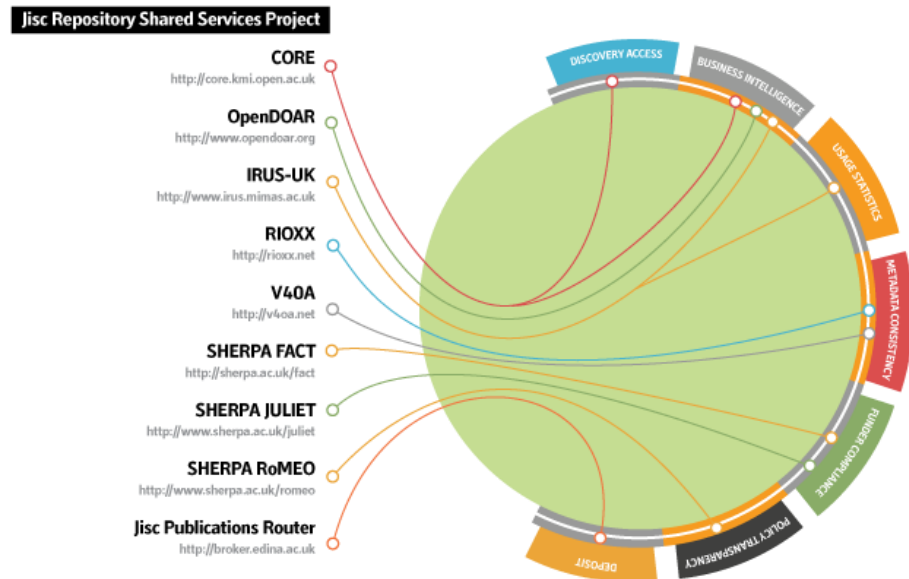 Jisc Repository Shared Services Project
CORE
http://core.kmi.open.ac.uk
OpenDOAR
http://www.opendoar.org
IRUS-UK
http://www.irus.mimas.ac.uk
RIOXX
http://rioxx.net
V4OA
http://v4oa.net
SHERPA FACT
http://sherpa.ac.uk/fact
SHERPA JULIET
http://www.sherpa.ac.uk/juliet
SHERPA RoMEO
http://www.sherpa.ac.uk/romeo
Jisc Publications Router
http://broker.edina.ac.uk
DISCOVERY ACCESS
BUSINESS INTELLIGENCE
USAGE STATISTICS
METADATA CONSISTENCY
FUNDER COMPLIANCE
POLICY TRANSPARENCY
DEPOSIT